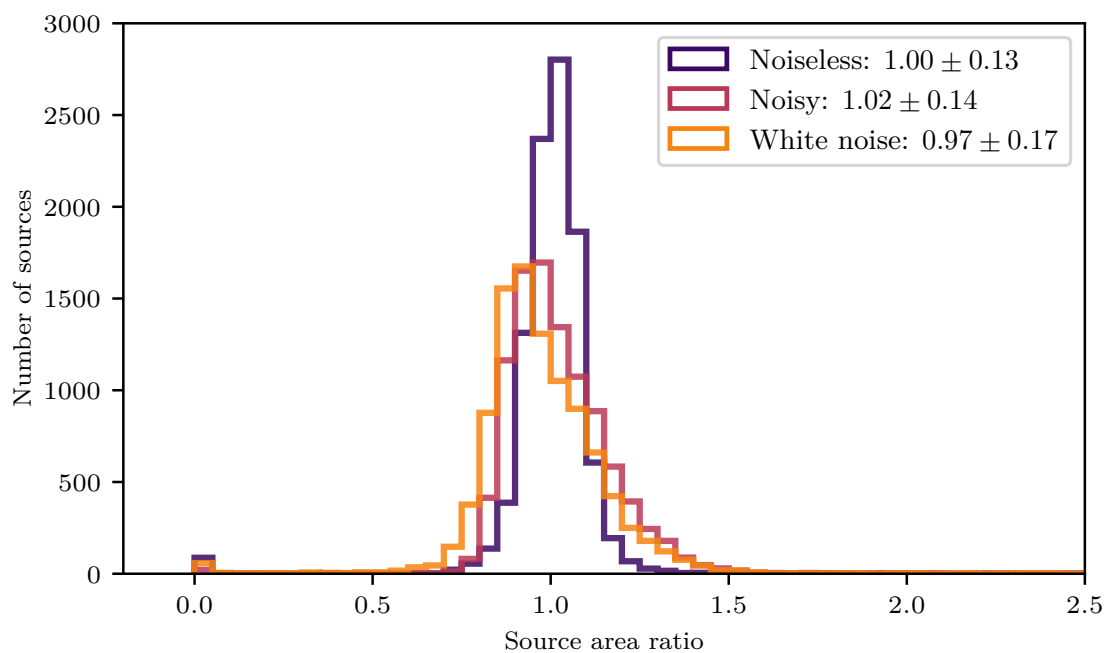 3000
2500
2000
1500
1000
500
0
Number of sources
Noiseless: 1.00 ± 0.13
Noisy: 1.02 ± 0.14
White noise: 0.97 ± 0.17
0.0 0.5 1.0 1.5 2.0 2.5
Source area ratio